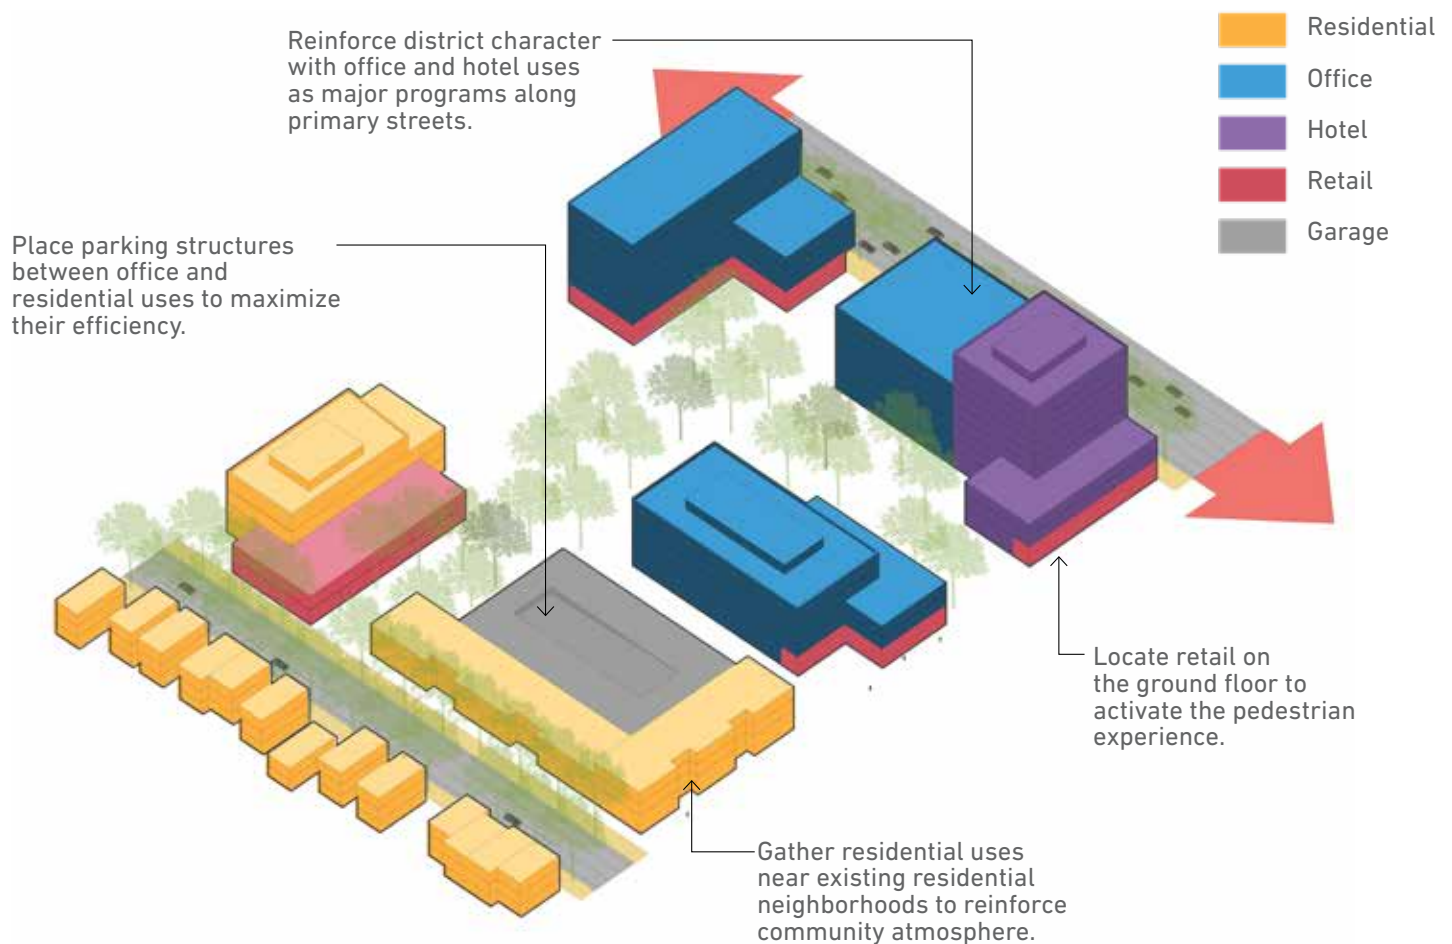 Reinforce district character
with office and hotel uses
as major programs along
primary streets.
Residential
Office
Hotel
Retail
Garage
Place parking structures
between office and
residential uses to maximize
their efficiency.
Locate retail on
the ground floor to
activate the pedestrian
experience.
Gather residential uses
near existing residential
neighborhoods to reinforce
community atmosphere.